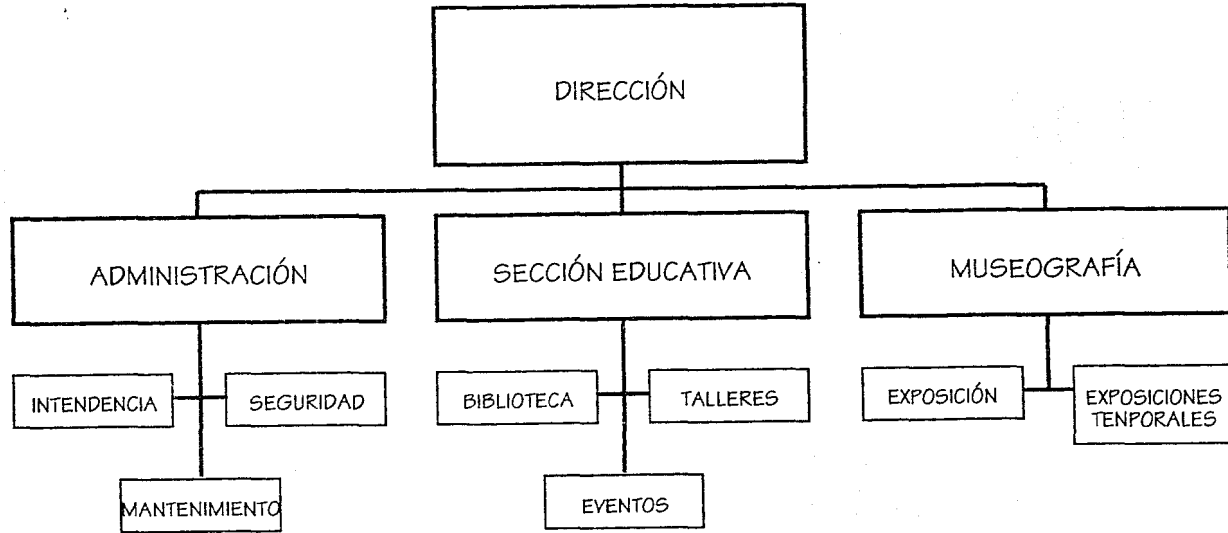 DIRECCIÓN
ADMINISTRACIÓN
SECCIÓN EDUCATIVA
MUSEOGRAFÍA
INTENDENCIA
SEGURIDAD
BIBLIOTECA
TALLERES
EXPOSICIÓN
EXPOSICIONES
TENPORALES
MANTENIMIENTO
EVENTOS